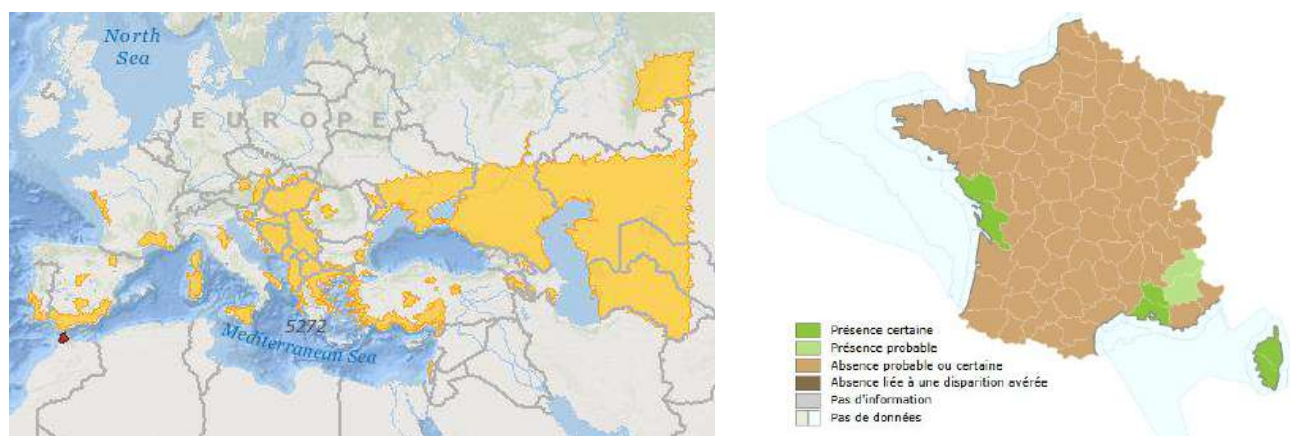 North
Sea
EUROPE
5272
Mediterranean Sea
Présence certaine
Présence probable
Absence probable ou certaine
Absence liée à une disparition avérée
Pas d'information
Pas de données